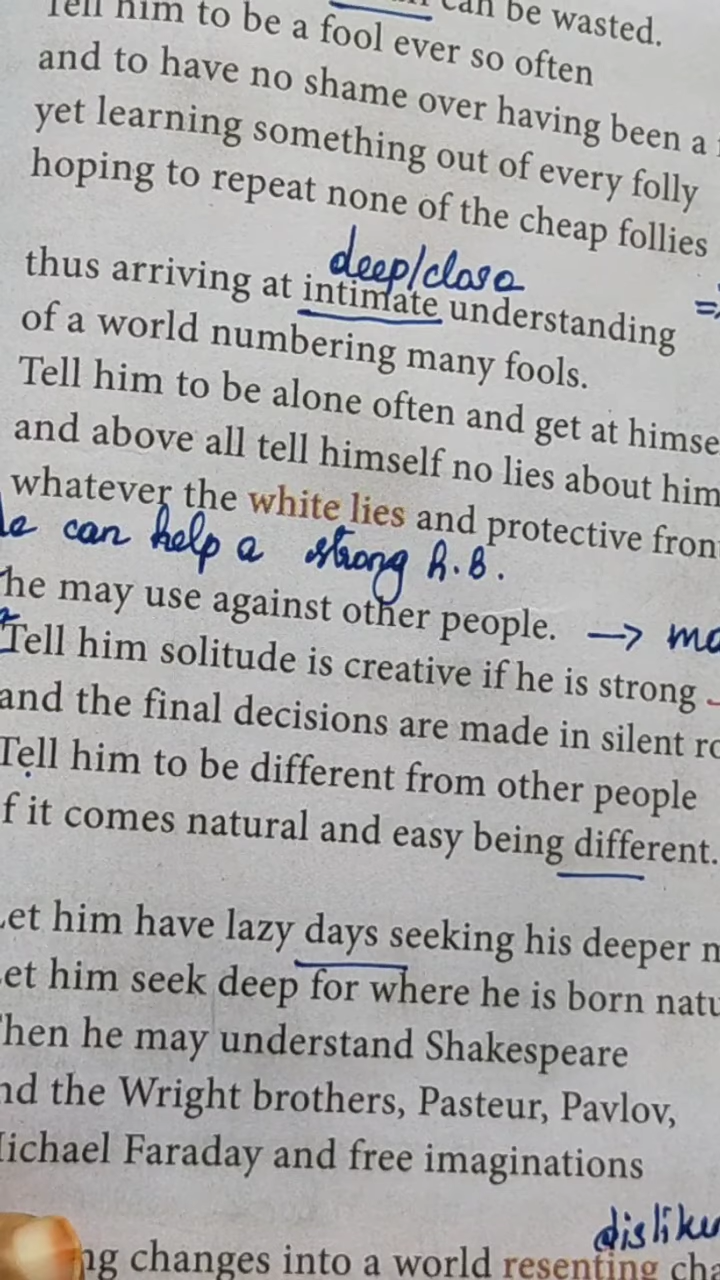 Tell him to be a fool ever so often
can be wasted.
and to have no shame over having been a
yet learning something out of every folly
hoping to repeat none of the cheap follies
deep/close
thus arriving at intimate understanding
of a world numbering many fools.
Tell him to be alone often and get at himse
and above all tell himself no lies about him
whatever the white lies and protective fron
can help a strong h.B.
he may use against other people. → mo
Tell him solitude is creative if he is strong
and the final decisions are made in silent ro
Tell him to be different from other people
f it comes natural and easy being different.
Let him have lazy days seeking his deeper m
et him seek deep for where he is born natu
hen he may understand Shakespeare
nd the Wright brothers, Pasteur, Pavlov,
Michael Faraday and free imaginations
dislike
ng changes into a world resenting cha